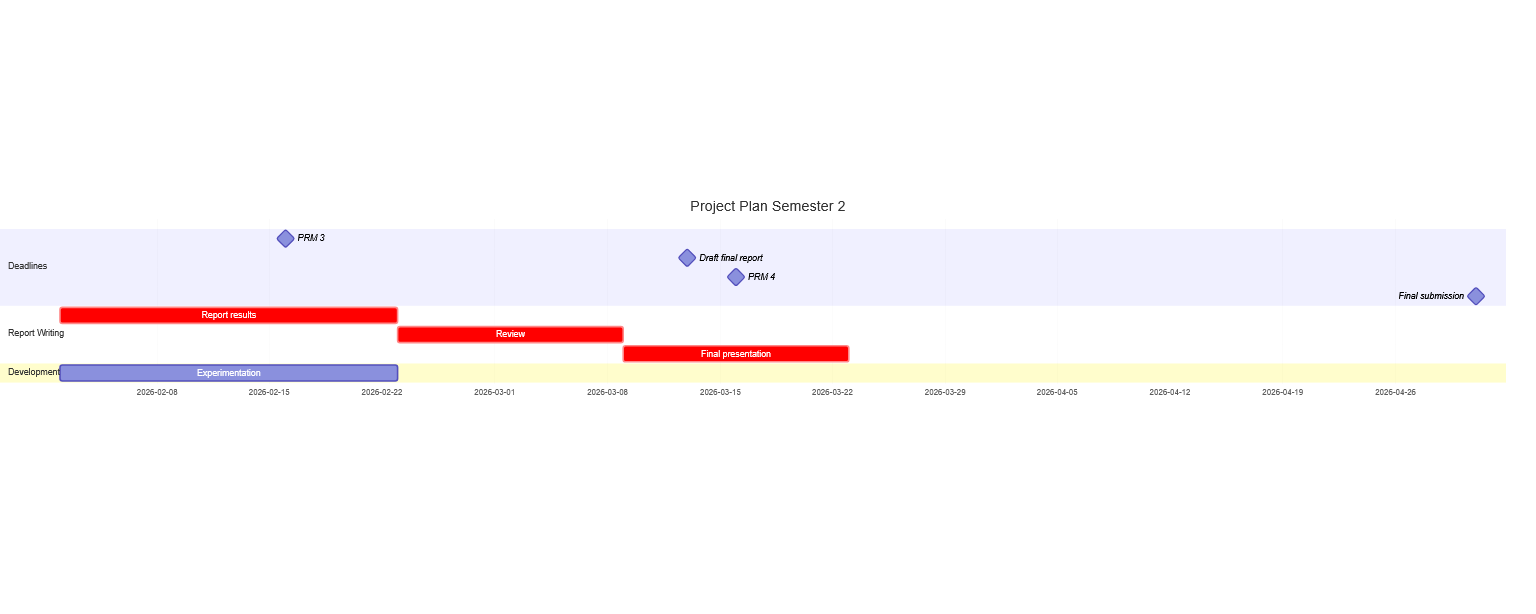 Project Plan Semester 2
Deadlines
PRM 3
Draft final report
PRM 4
Final submission
Report Writing
Report results
Review
Final presentation
Development
Experimentation
2026-02-08 2026-02-15 2026-02-22 2026-03-01 2026-03-08 2026-03-15 2026-03-22 2026-03-29 2026-04-05 2026-04-12 2026-04-19 2026-04-26